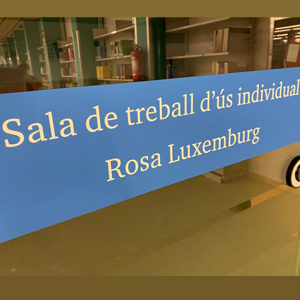 Sala de treball d'ús individual
Rosa Luxemburg